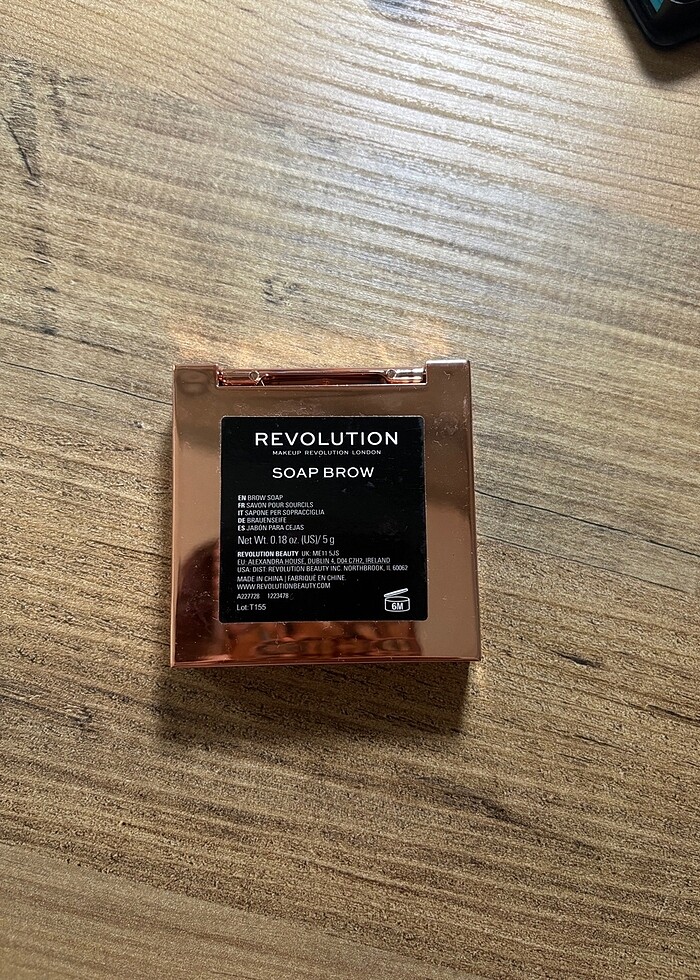 REVOLUTION
MAKEUP REVOLUTION LONDON
SOAP BROW
EN BROW SOAP
FR SAVON POUR SOURCILS
IT SAPONE PER SOPRACCIGLIA
DE BRAUENSEIFE
ES JABÓN PARA CEJAS
Net Wt. 0.18 oz. (US)/ 5 g
REVOLUTION BEAUTY UK: ME11 5JS
EU: ALEXANDRA HOUSE, DUBLIN 4, D04 C7H2, IRELAND
USA: DIST. REVOLUTION BEAUTY INC. NORTHBROOK, IL 60062
MADE IN CHINA | FABRIQUÉ EN CHINE.
WWW.REVOLUTIONBEAUTY.COM
A227728 1223478
Lot:T155
6M